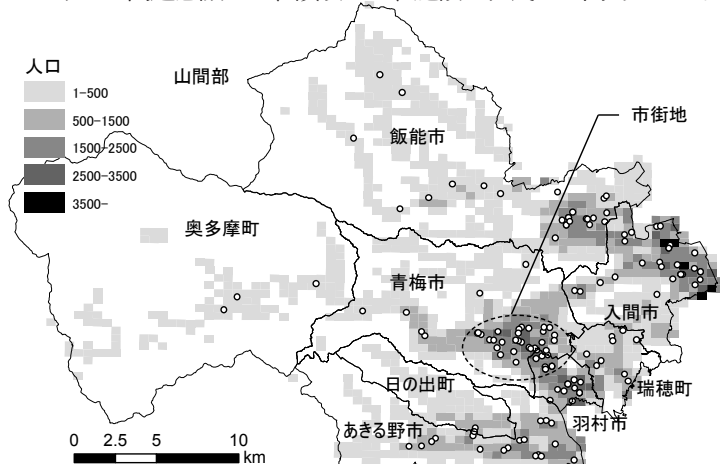 人口
1-500
500-1500
1500-2500
2500-3500
3500-
山間部
市街地
飯能市
奥多摩町
青梅市
入間市
日の出町
瑞穂町
羽村市
あきる野市
0 2.5 5 10
km